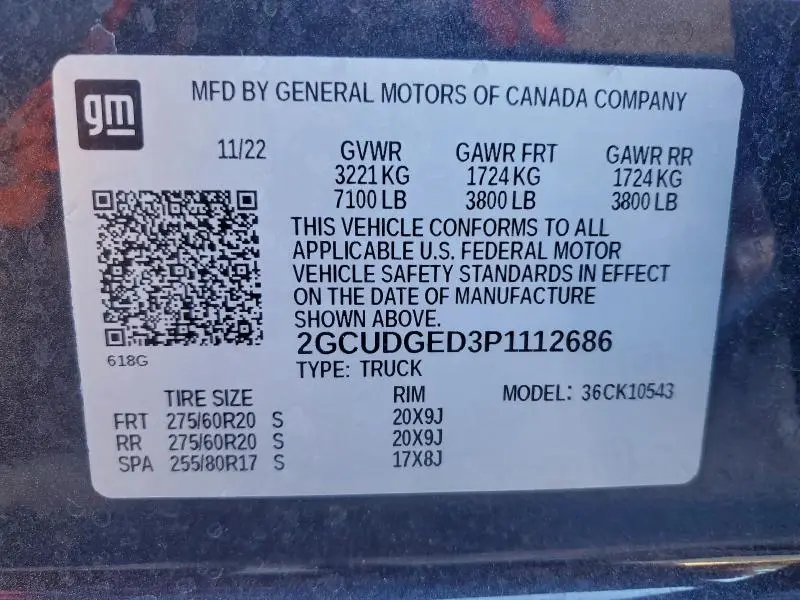 gm
MFD BY GENERAL MOTORS OF CANADA COMPANY
11/22 GVWR GAWR FRT GAWR RR
3221 KG 1724 KG 1724 KG
7100 LB 3800 LB 3800 LB
THIS VEHICLE CONFORMS TO ALL
APPLICABLE U.S. FEDERAL MOTOR
VEHICLE SAFETY STANDARDS IN EFFECT
ON THE DATE OF MANUFACTURE
SHOWN ABOVE.
2GCUDGED3P1112686
618G
TYPE: TRUCK
TIRE SIZE RIM MODEL: 36CK10543
FRT 275/60R20 S 20X9J
RR 275/60R20 S 20X9J
SPA 255/80R17 S 17X8J